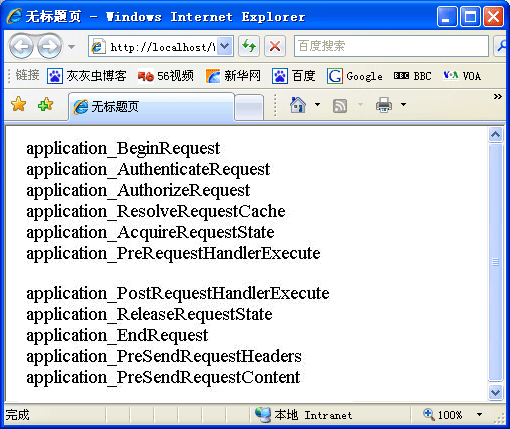 无标题页 - Windows Internet Explorer
http://localhost/
百度搜索
链接 灰灰虫博客 56视频 新华网 百度 Google BBC BBC VOA VOA
无标题页
application_BeginRequest
application_AuthenticateRequest
application_AuthorizeRequest
application_ResolveRequestCache
application_AcquireRequestState
application_PreRequestHandlerExecute
application_PostRequestHandlerExecute
application_ReleaseRequestState
application_EndRequest
application_PreSendRequestHeaders
application_PreSendRequestContent
完成 本地 Intranet 100%